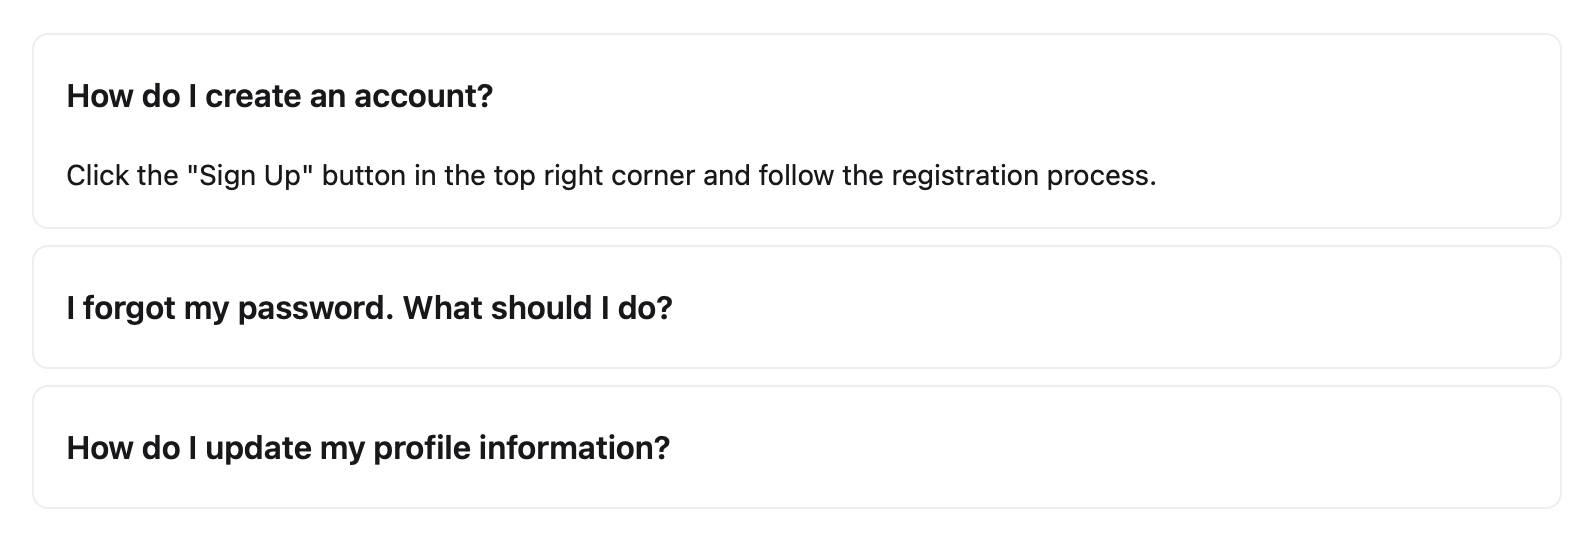 How do I create an account?
Click the "Sign Up" button in the top right corner and follow the registration process.
I forgot my password. What should I do?
How do I update my profile information?